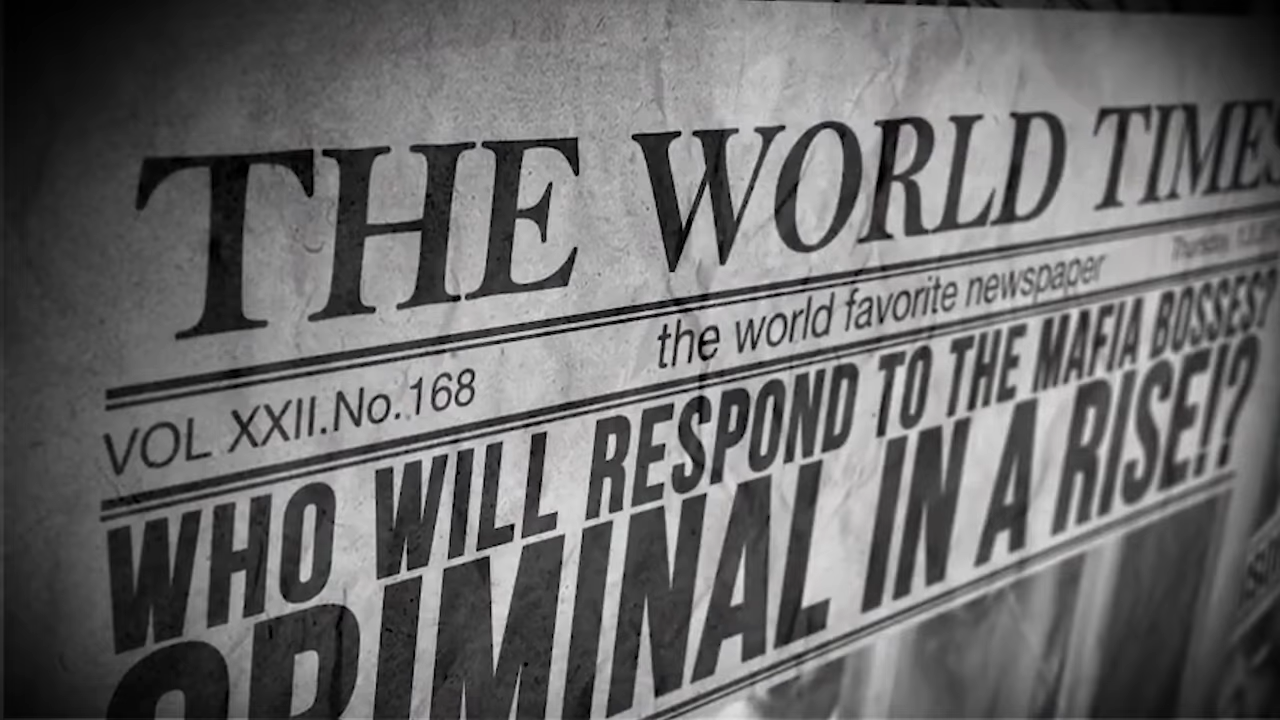 THE WORLD TIMES
VOL XXII.No.168
the world favorite newspaper
Thursday
WHO WILL RESPOND TO THE MAFIA BOSSES?
CRIMINAL IN A RISE!?